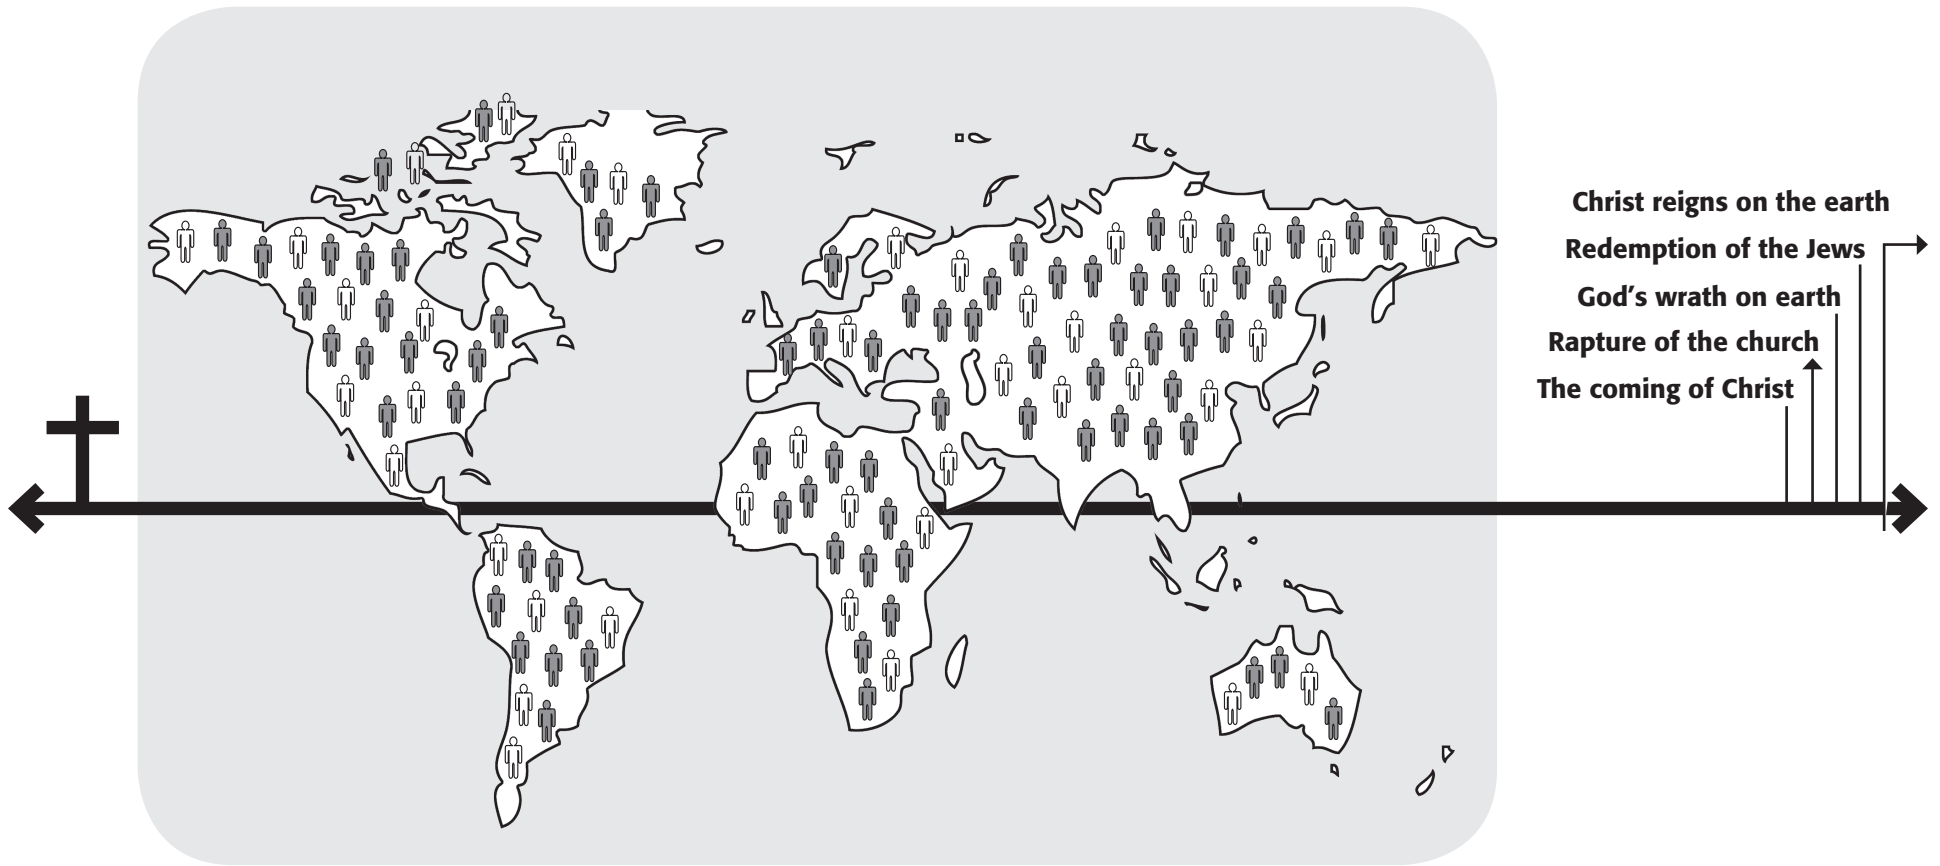 Christ reigns on the earth
Redemption of the Jews
God’s wrath on earth
Rapture of the church
The coming of Christ